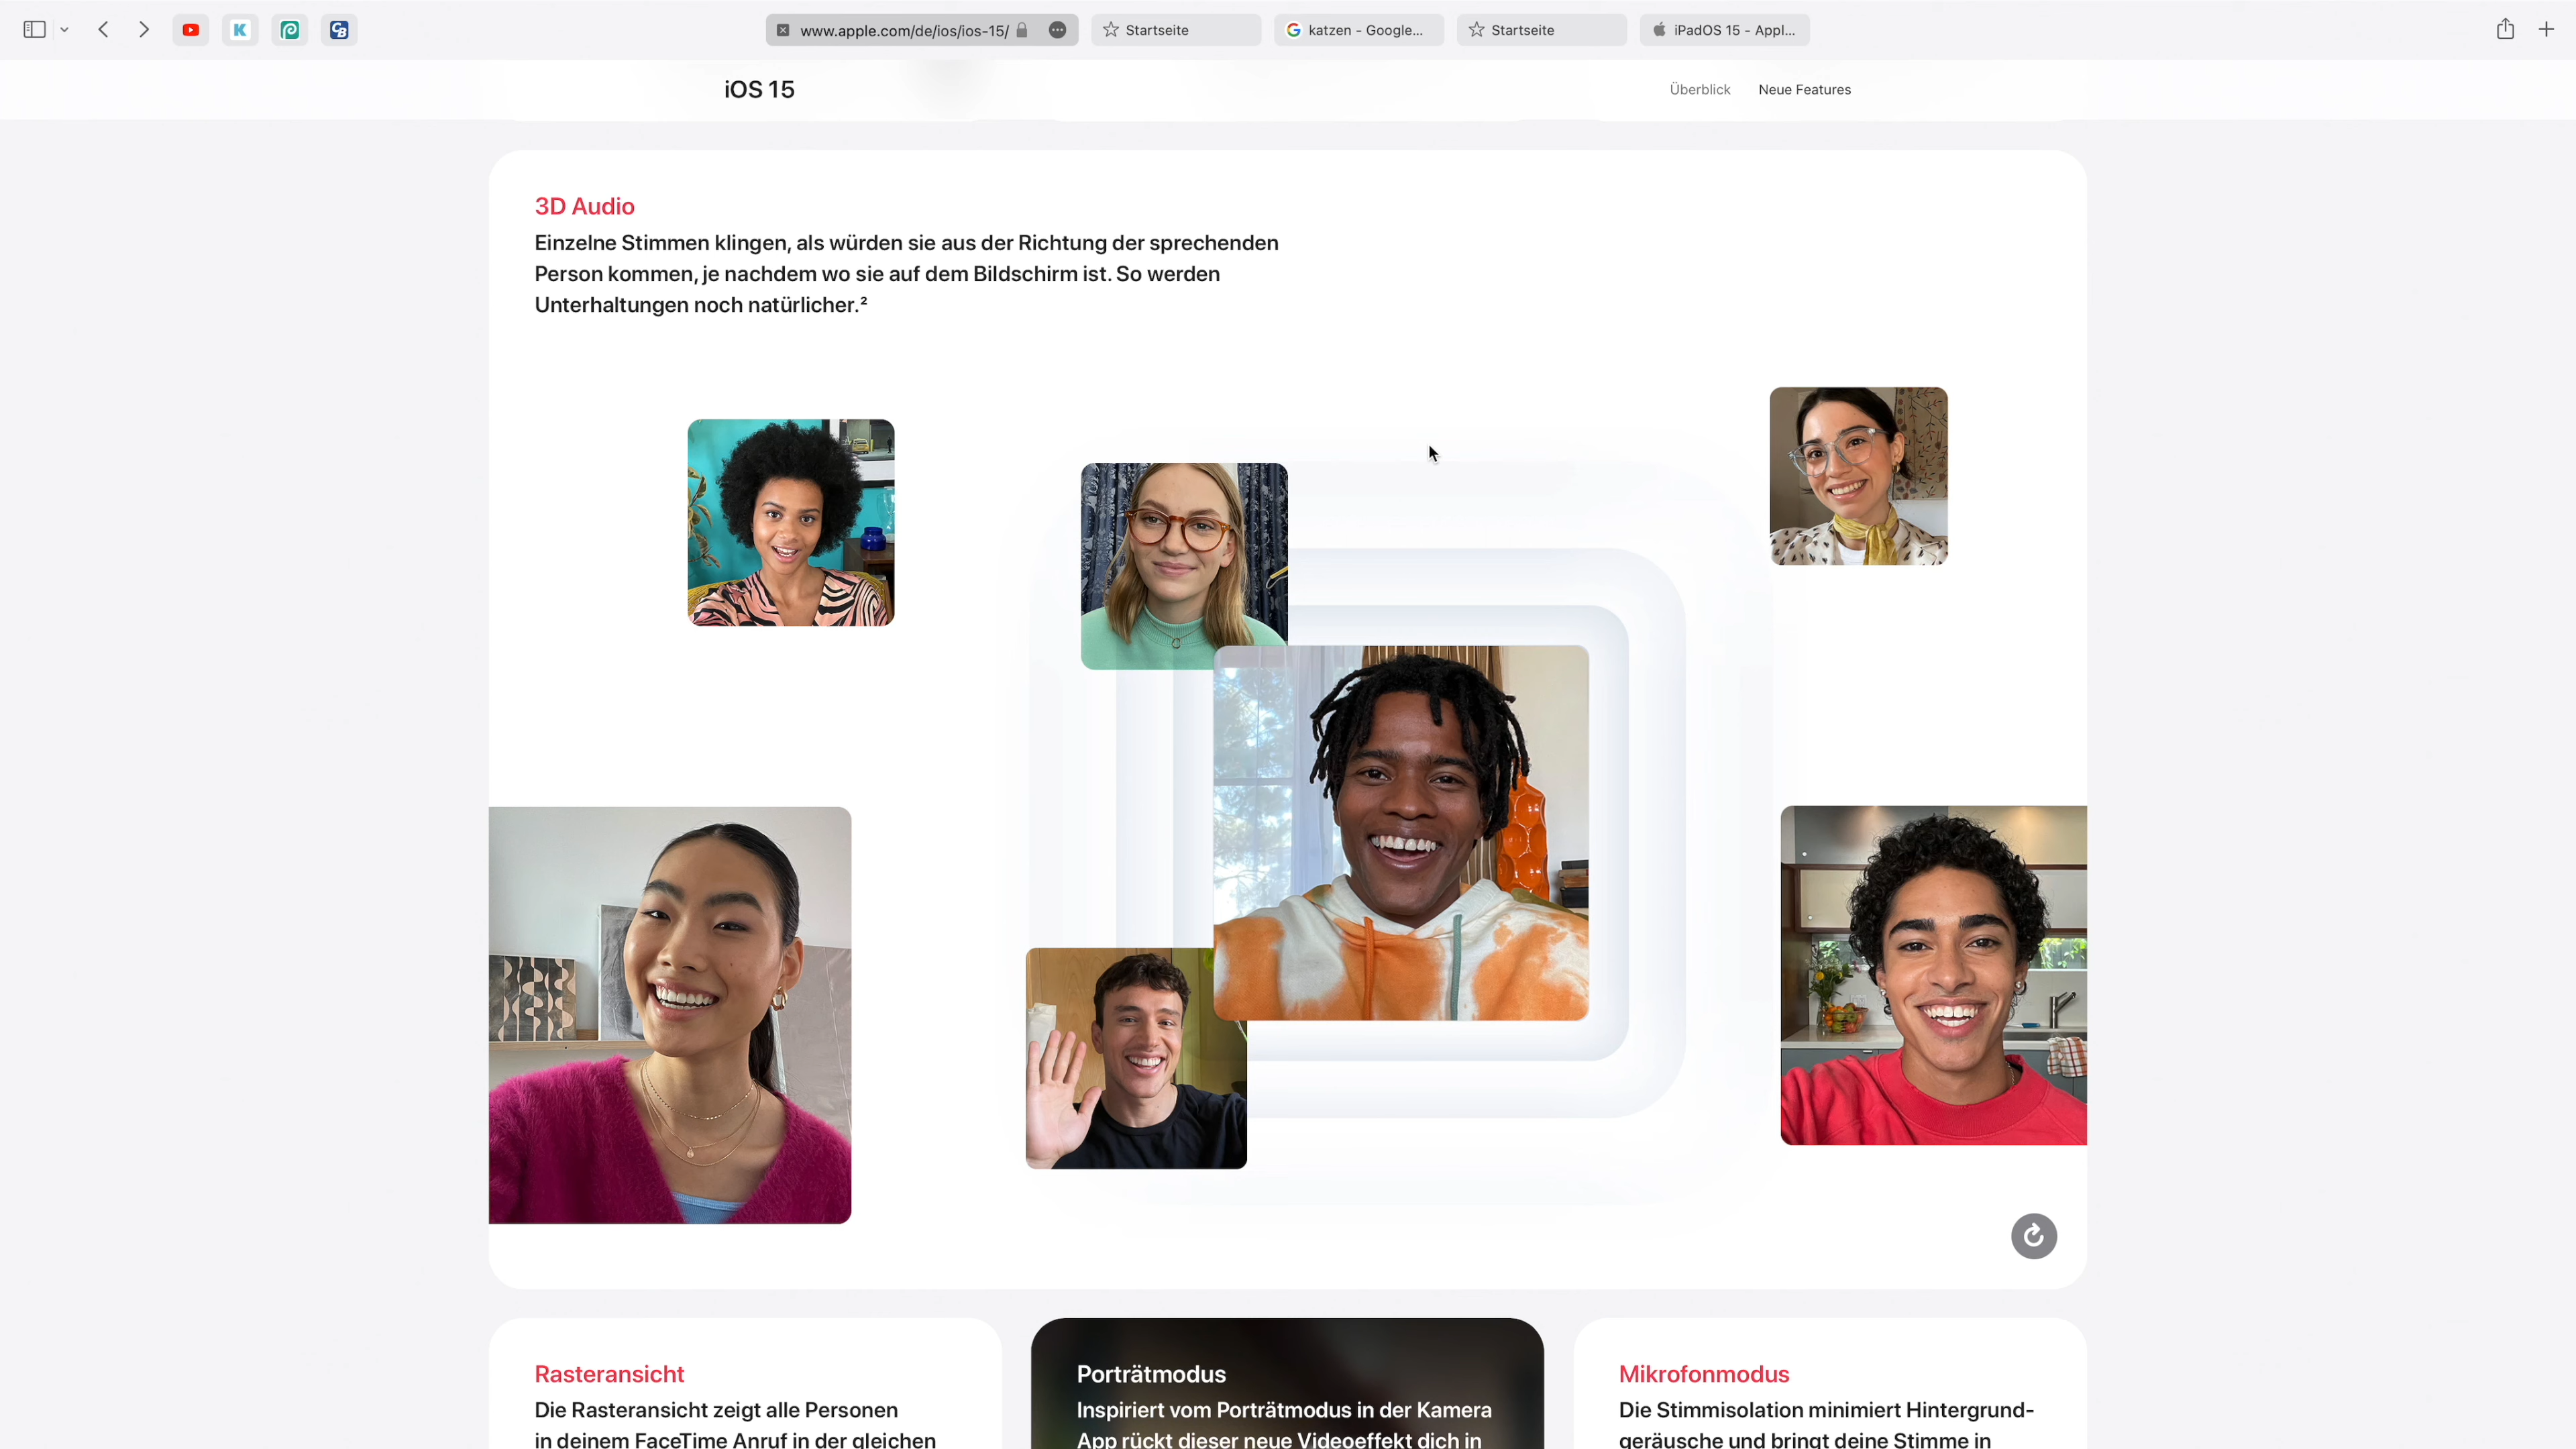 www.apple.com/de/ios/ios-15/
Startseite
katzen - Google...
Startseite
iPadOS 15 - Appl...
iOS 15
Überblick
Neue Features
3D Audio
Einzelne Stimmen klingen, als würden sie aus der Richtung der sprechenden
Person kommen, je nachdem wo sie auf dem Bildschirm ist. So werden
Unterhaltungen noch natürlicher.²
Rasteransicht
Die Rasteransicht zeigt alle Personen
in deinem FaceTime Anruf in der gleichen
Porträtmodus
Inspiriert vom Porträtmodus in der Kamera
App rückt dieser neue Videoeffekt dich in
Mikrofonmodus
Die Stimmisolation minimiert Hintergrund-
geräusche und bringt deine Stimme in